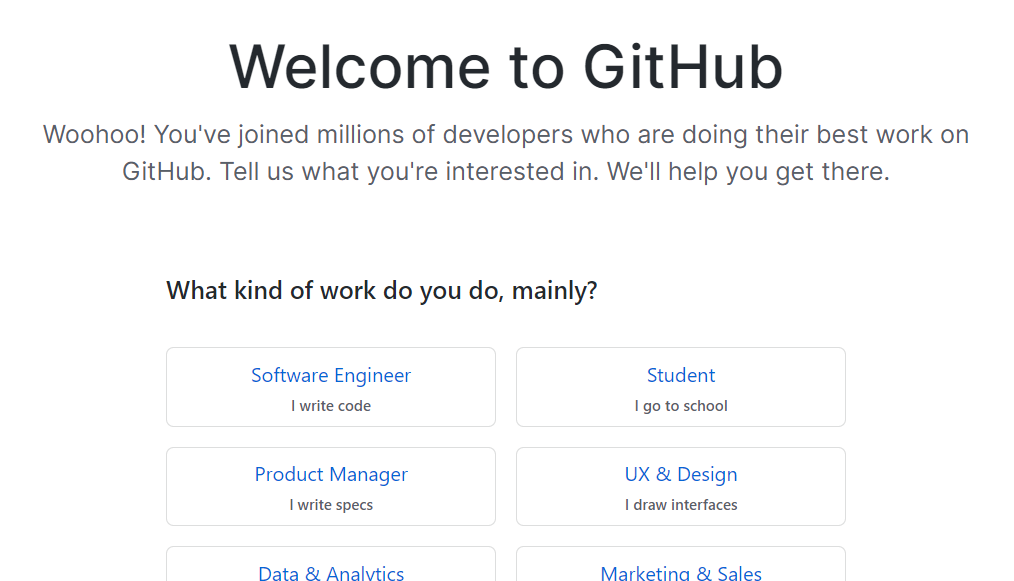 Welcome to GitHub
Woohoo! You've joined millions of developers who are doing their best work on
GitHub. Tell us what you're interested in. We'll help you get there.
What kind of work do you do, mainly?
Software Engineer
I write code
Student
I go to school
Product Manager
I write specs
UX & Design
I draw interfaces
Data & Analytics
Marketing & Sales